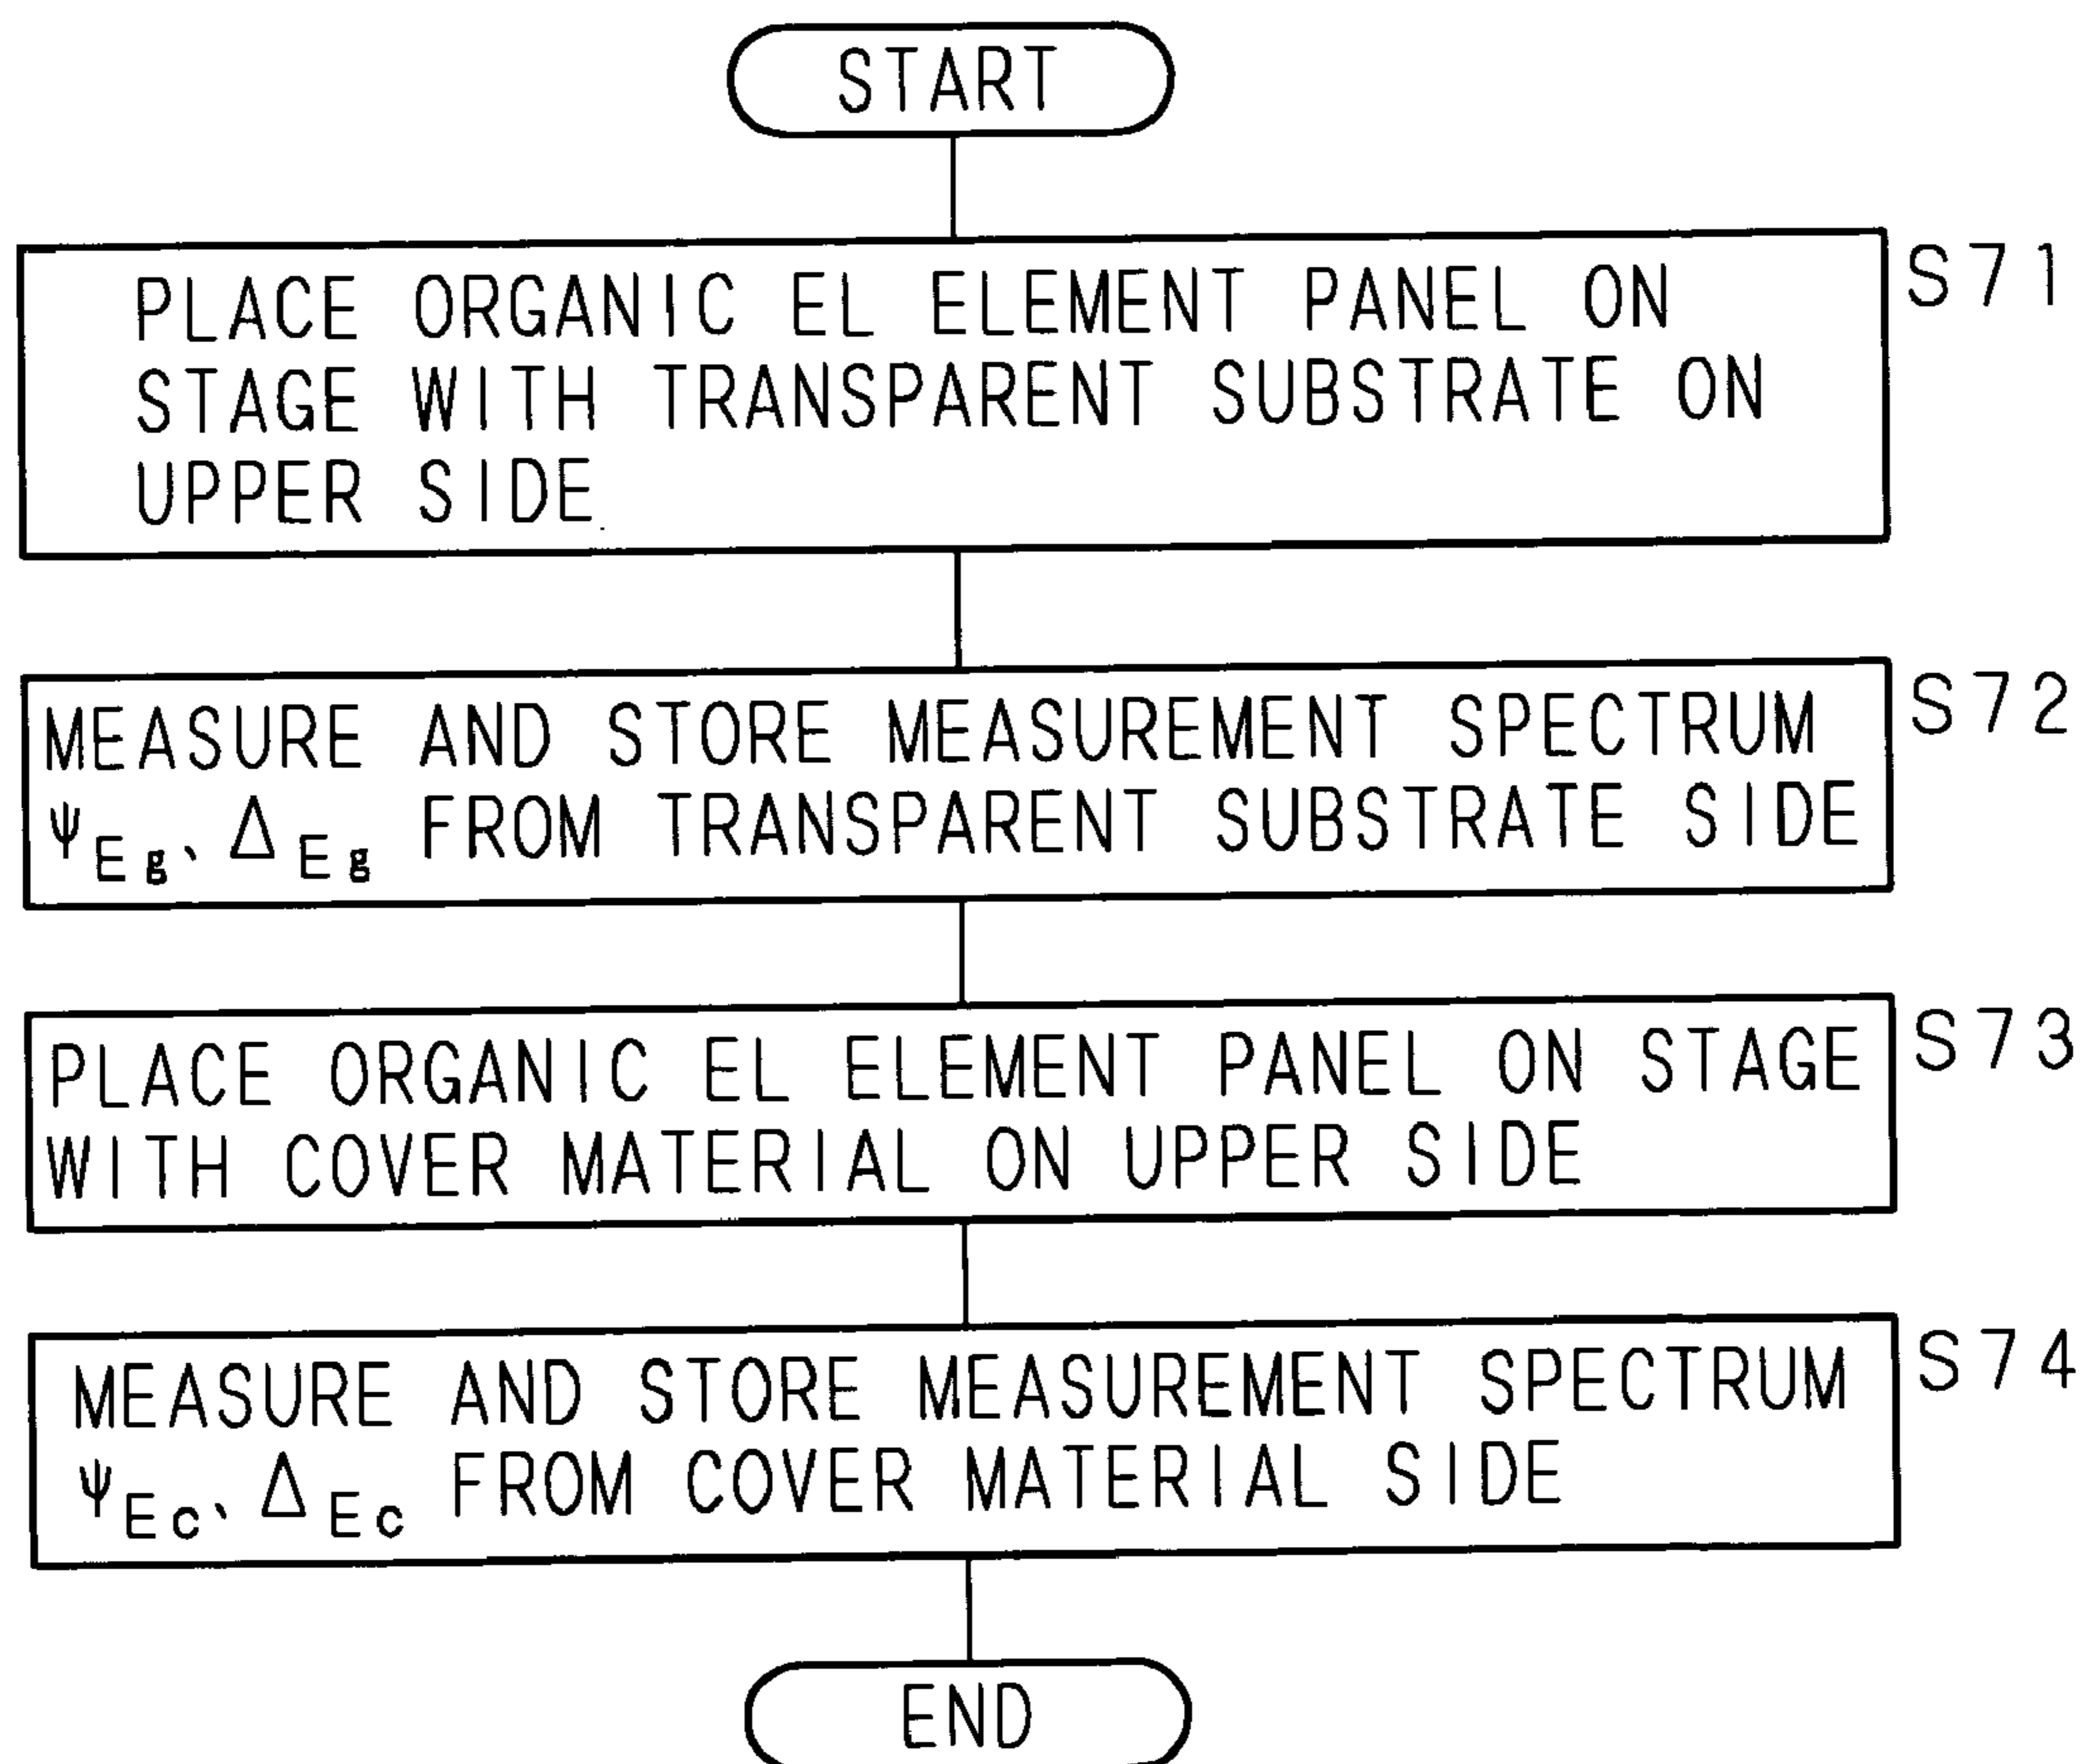 START
PLACE ORGANIC EL ELEMENT PANEL ON
STAGE WITH TRANSPARENT SUBSTRATE ON
UPPER SIDE
S71
MEASURE AND STORE MEASUREMENT SPECTRUM
ψEg、ΔEg FROM TRANSPARENT SUBSTRATE SIDE
S72
PLACE ORGANIC EL ELEMENT PANEL ON STAGE
WITH COVER MATERIAL ON UPPER SIDE
S73
MEASURE AND STORE MEASUREMENT SPECTRUM
ψEc、ΔEc FROM COVER MATERIAL SIDE
S74
END